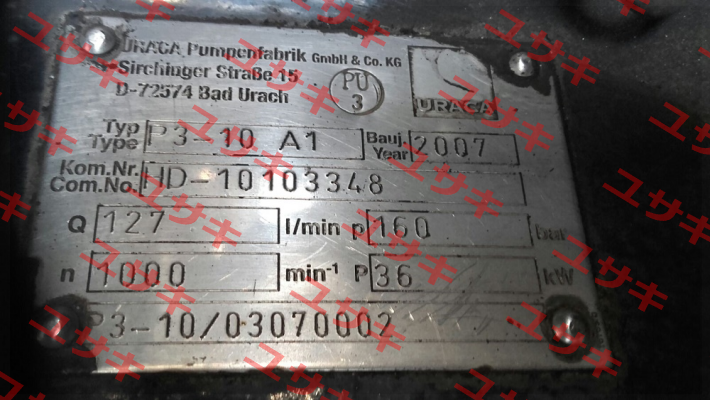 URACA Pumpenfabrik GmbH & Co. KG
Sirchinger Straße 15
D-72574 Bad Urach
PU
3
URACA
Typ
Type P3-10 A1 Bauj.
Year 2007
Kom.Nr.
Com.No. HD-10103348
Q 127 l/min p 160 bar
n 1000 min-1 P 36 kW
P3-10/03070002
ユサキ